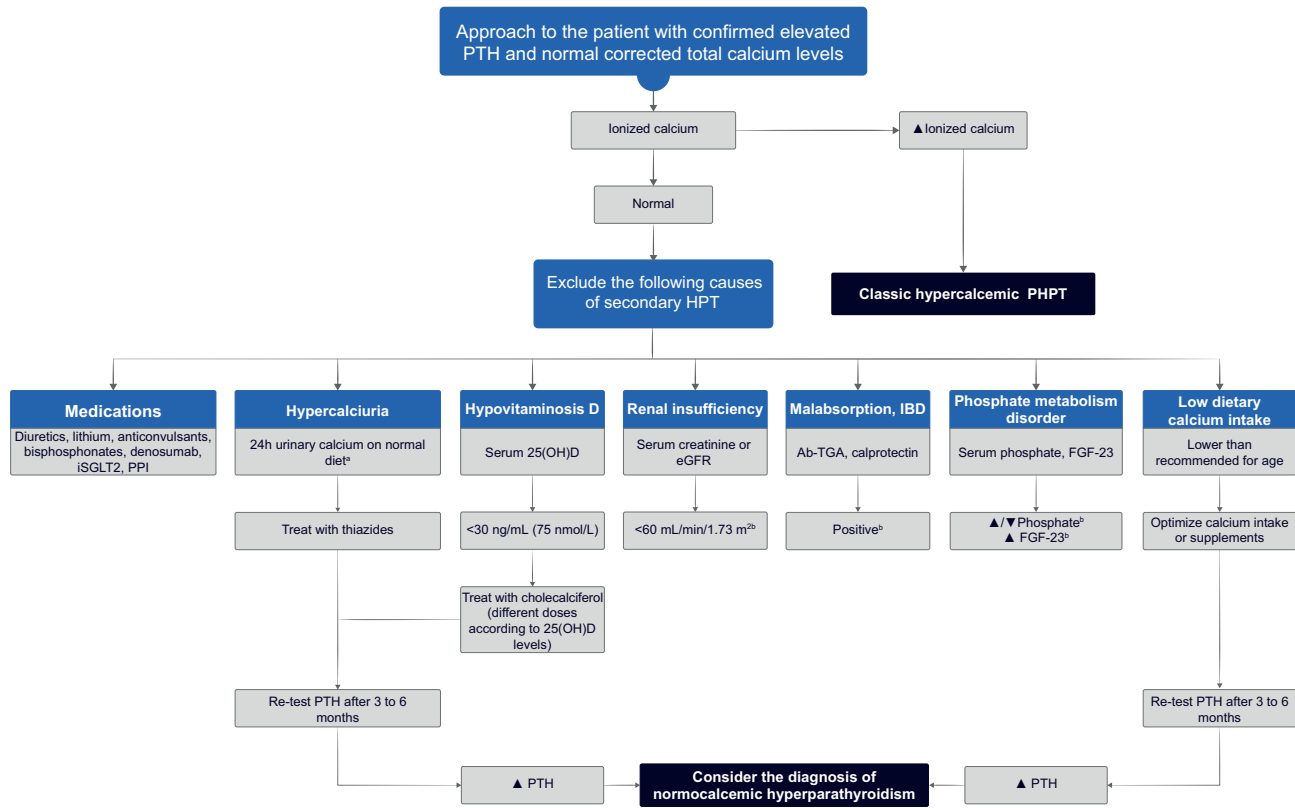 Approach to the patient with confirmed elevated
PTH and normal corrected total calcium levels
Ionized calcium
▲Ionized calcium
Normal
Exclude the following causes
of secondary HPT
Classic hypercalcemic PHPT
Medications
Diuretics, lithium, anticonvulsants,
bisphosphonates, denosumab,
iSGLT2, PPI
Hypercalciuria
24h urinary calcium on normal
dietᵃ
Treat with thiazides
Hypovitaminosis D
Serum 25(OH)D
<30 ng/mL (75 nmol/L)
Treat with cholecalciferol
(different doses
according to 25(OH)D
levels)
Renal insufficiency
Serum creatinine or
eGFR
<60 mL/min/1.73 m²ᵇ
Malabsorption, IBD
Ab-TGA, calprotectin
Positiveᵇ
Phosphate metabolism
disorder
Serum phosphate, FGF-23
▲/▼Phosphateᵇ
▲ FGF-23ᵇ
Low dietary
calcium intake
Lower than
recommended for age
Optimize calcium intake
or supplements
Re-test PTH after 3 to 6
months
Re-test PTH after 3 to 6
months
▲ PTH
Consider the diagnosis of
normocalcemic hyperparathyroidism
▲ PTH